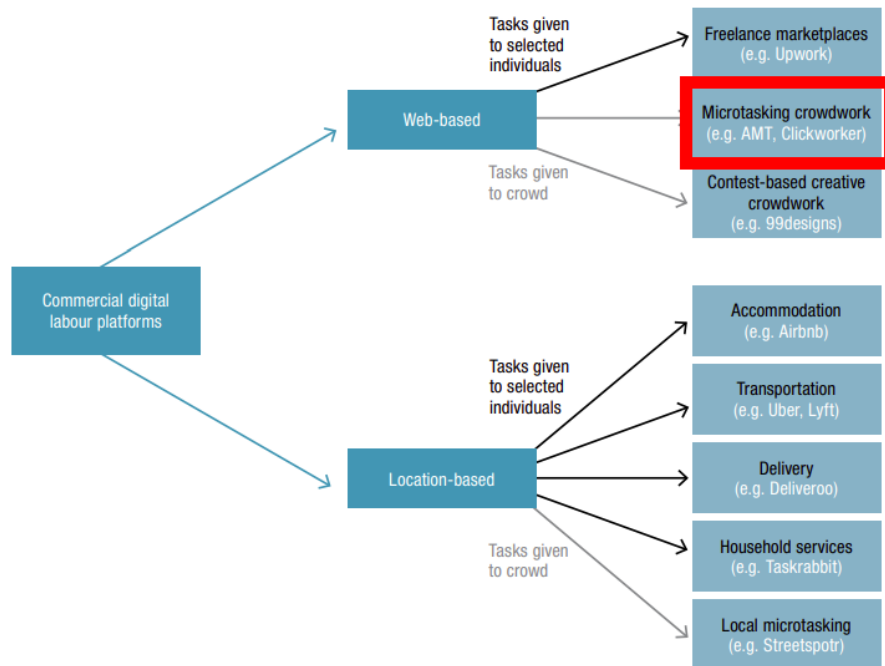 Tasks given
to selected
individuals
Freelance marketplaces
(e.g. Upwork)
Web-based
Microtasking crowdwork
(e.g. AMT, Clickworker)
Tasks given
to crowd
Contest-based creative
crowdwork
(e.g. 99designs)
Commercial digital
labour platforms
Accommodation
(e.g. Airbnb)
Tasks given
to selected
individuals
Transportation
(e.g. Uber, Lyft)
Location-based
Delivery
(e.g. Deliveroo)
Household services
(e.g. Taskrabbit)
Tasks given
to crowd
Local microtasking
(e.g. Streetspotr)